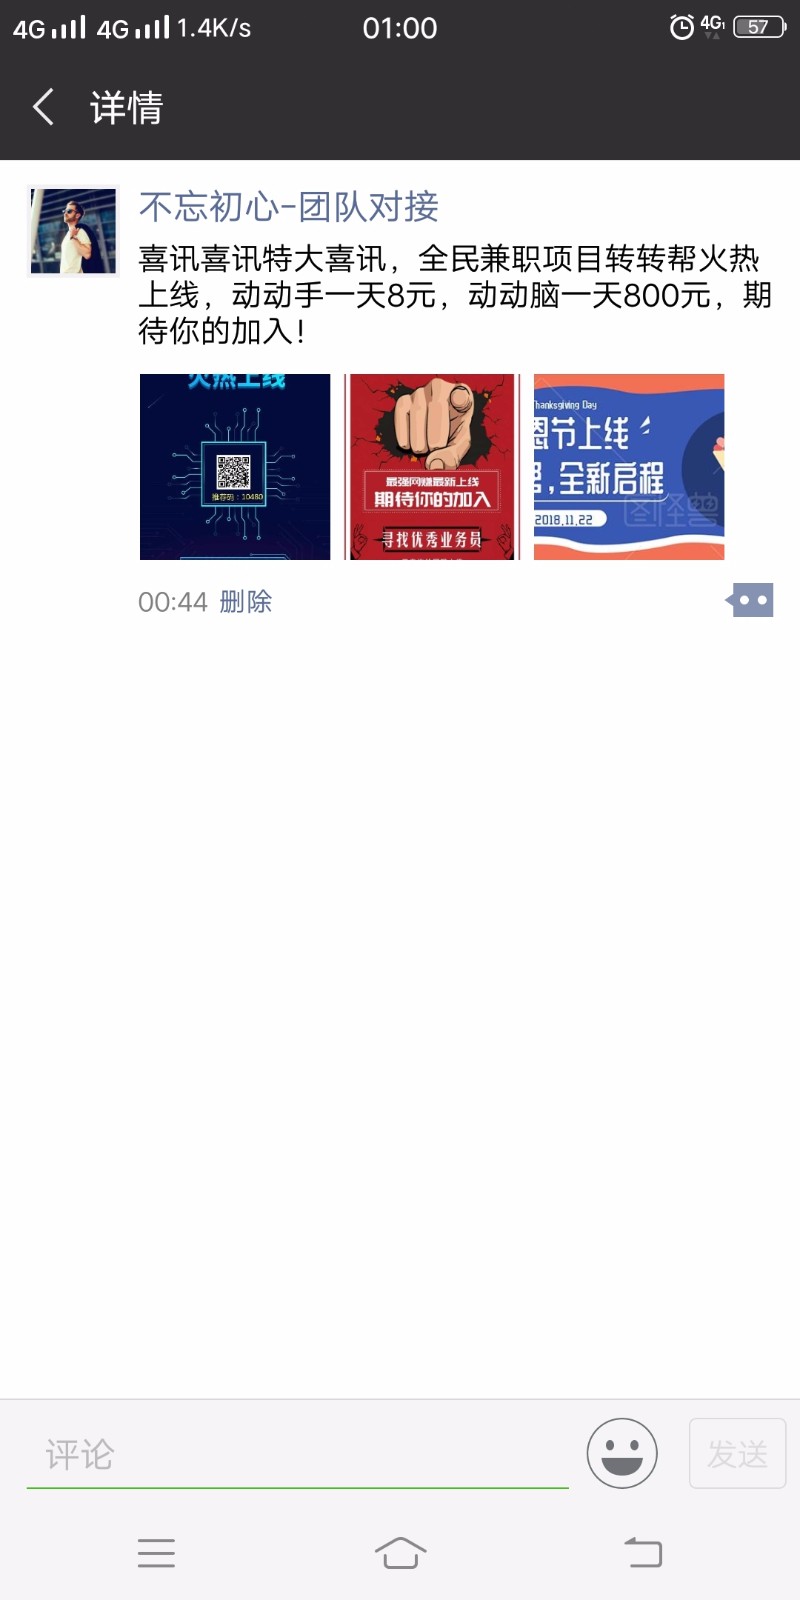 4G 4G 1.4K/s 01:00 4G 57
详情
不忘初心-团队对接
喜讯喜讯特大喜讯，全民兼职项目转转帮火热
上线，动动手一天8元，动动脑一天800元，期
待你的加入！
火热上线
推荐码：10480
最强网赚最新上线
期待你的加入
寻找优秀业务员
Thanksgiving Day
恩节上线
,全新启程
2018.11.22
图怪兽
00:44 删除
评论
发送